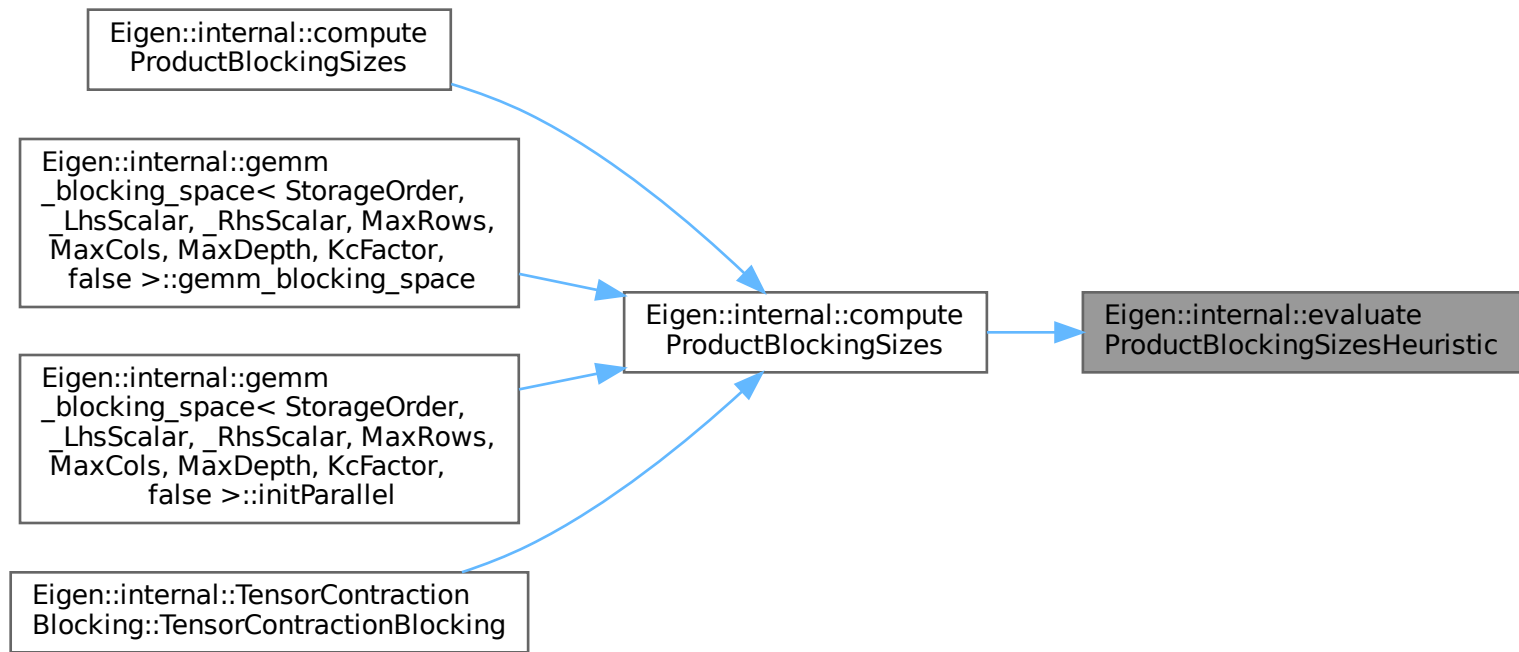 Eigen::internal::compute
ProductBlockingSizes
Eigen::internal::gemm
_blocking_space< StorageOrder,
_LhsScalar, _RhsScalar, MaxRows,
MaxCols, MaxDepth, KcFactor,
false >::gemm_blocking_space
Eigen::internal::gemm
_blocking_space< StorageOrder,
_LhsScalar, _RhsScalar, MaxRows,
MaxCols, MaxDepth, KcFactor,
false >::initParallel
Eigen::internal::TensorContraction
Blocking::TensorContractionBlocking
Eigen::internal::compute
ProductBlockingSizes
Eigen::internal::evaluate
ProductBlockingSizesHeuristic